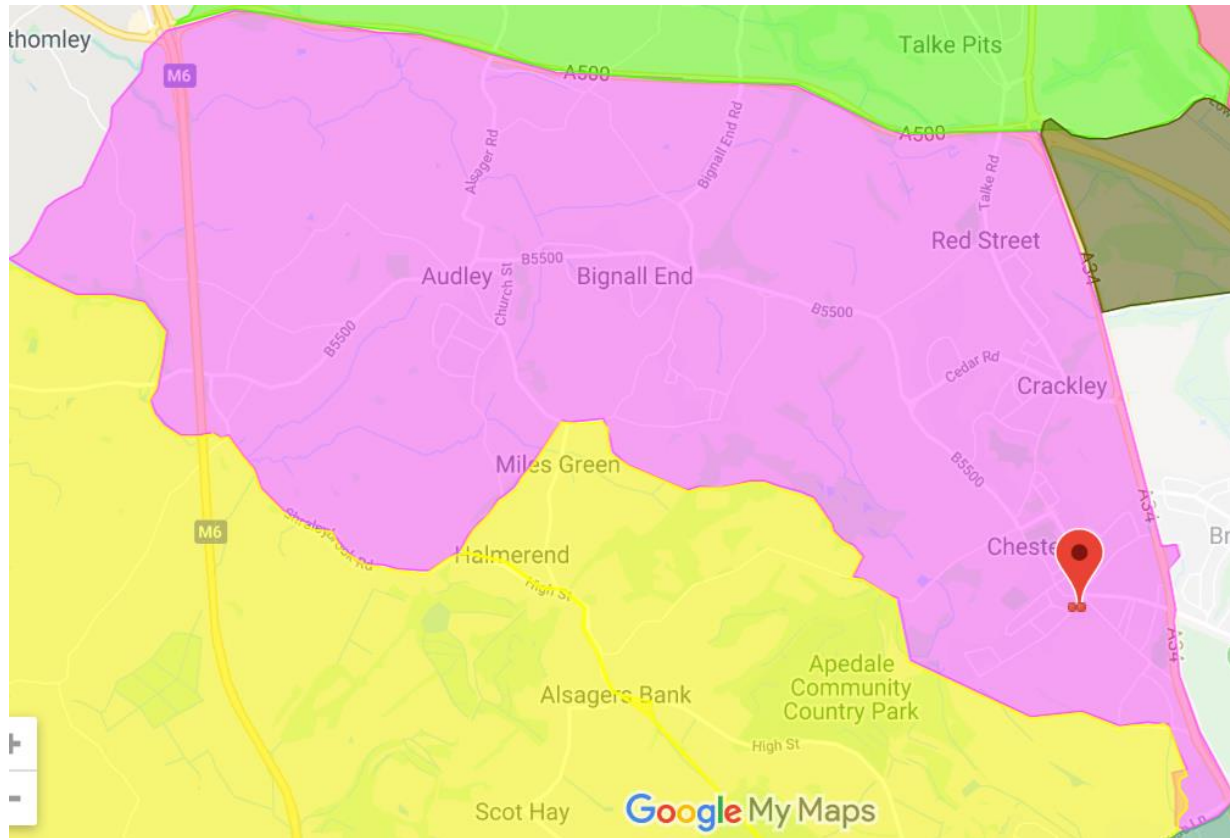 thomley
M6
A500
Talke Pits
A500
Alsager Rd
Bignall End Rd
Talke Rd
Red Street
A34
B5500
Audley
Church St
Bignall End
B5500
B5500
Cedar Rd
Crackley
Miles Green
B5500
A34
M6
Halmerend
High St
Cheste
Br
A34
Apedale
Community
Country Park
Alsagers Bank
High St
Scot Hay
Google My Maps
+
-